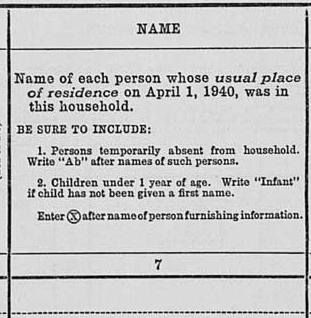 NAME
Name of each person whose usual place
of residence on April 1, 1940, was in
this household.
BE SURE TO INCLUDE:
1. Persons temporarily absent from household.
Write "Ab" after names of such persons.
2. Children under 1 year of age. Write "Infant"
if child has not been given a first name.
Enter Ⓧ after name of person furnishing information.
7